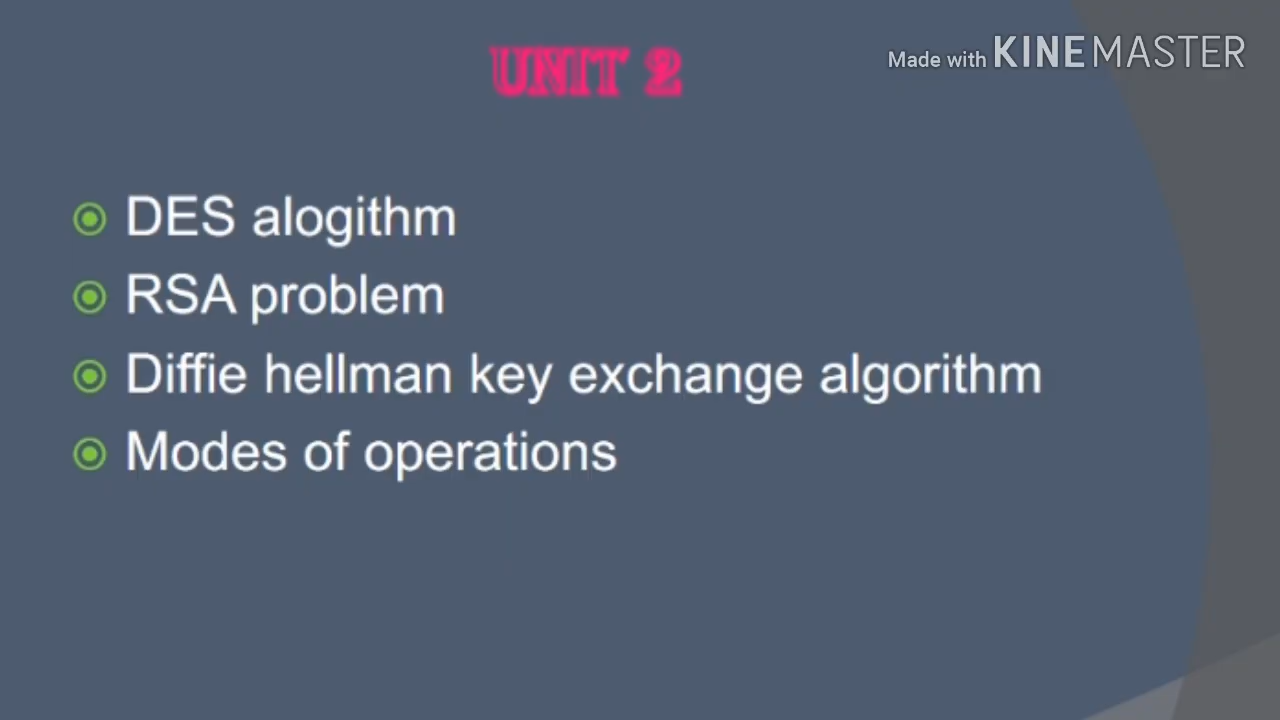 UNIT 2
Made with KINEMASTER
DES alogithm
RSA problem
Diffie hellman key exchange algorithm
Modes of operations